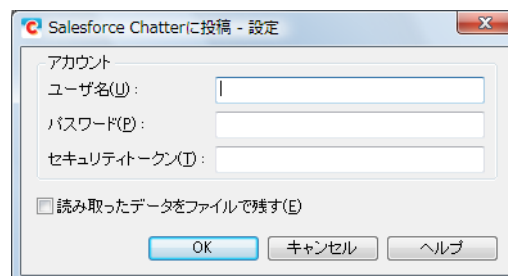 Salesforce Chatterに投稿 - 設定
アカウント
ユーザ名(U):
パスワード(P):
セキュリティトークン(T):
読み取ったデータをファイルで残す(E)
OK キャンセル ヘルプ